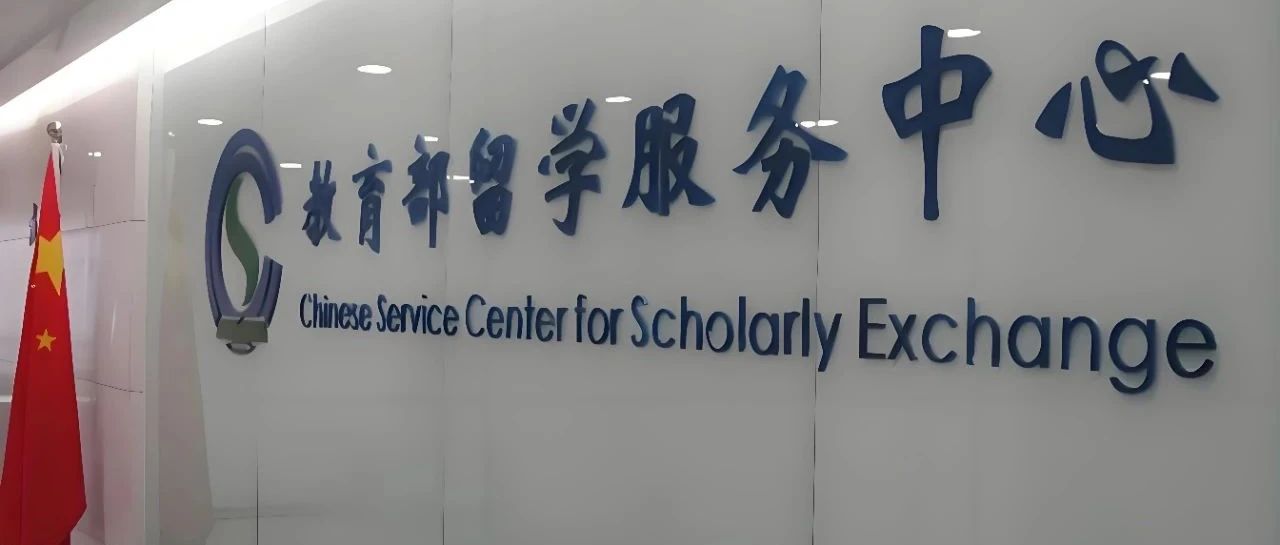 教育部留学服务中心
Chinese Service Center for Scholarly Exchange